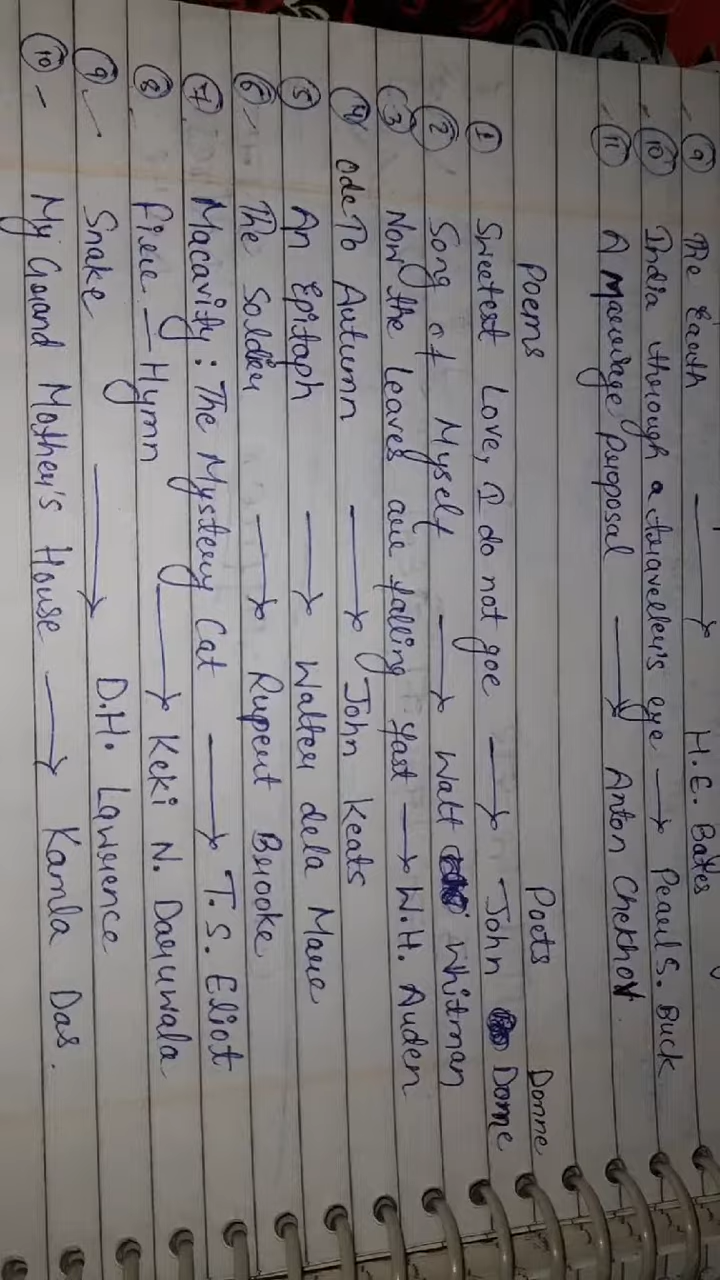 ⑨ The Earth → H.E. Bates
⑩ India through a travelley's eye → Pearl S. Buck
⑪ A Marriage Proposal → Anton Chekhov.
Poems Poets Donne
① Sweetest Love, I do not goe → John Donne
② Song of Myself → Walt Whitman
③ Now the leaves are falling fast → W.H. Auden
④ Ode To Autumn → John Keats
⑤ An Epitaph → Walter dela Mare
⑥ The Soldier → Rupert Brooke
⑦ Macavity: The Mystery Cat → T.S. Eliot
⑧ Fire — Hymn → Keki N. Daruwala
⑨ Snake → D.H. Lawrence
⑩ - My Grand Mother's House → Kamla Das.